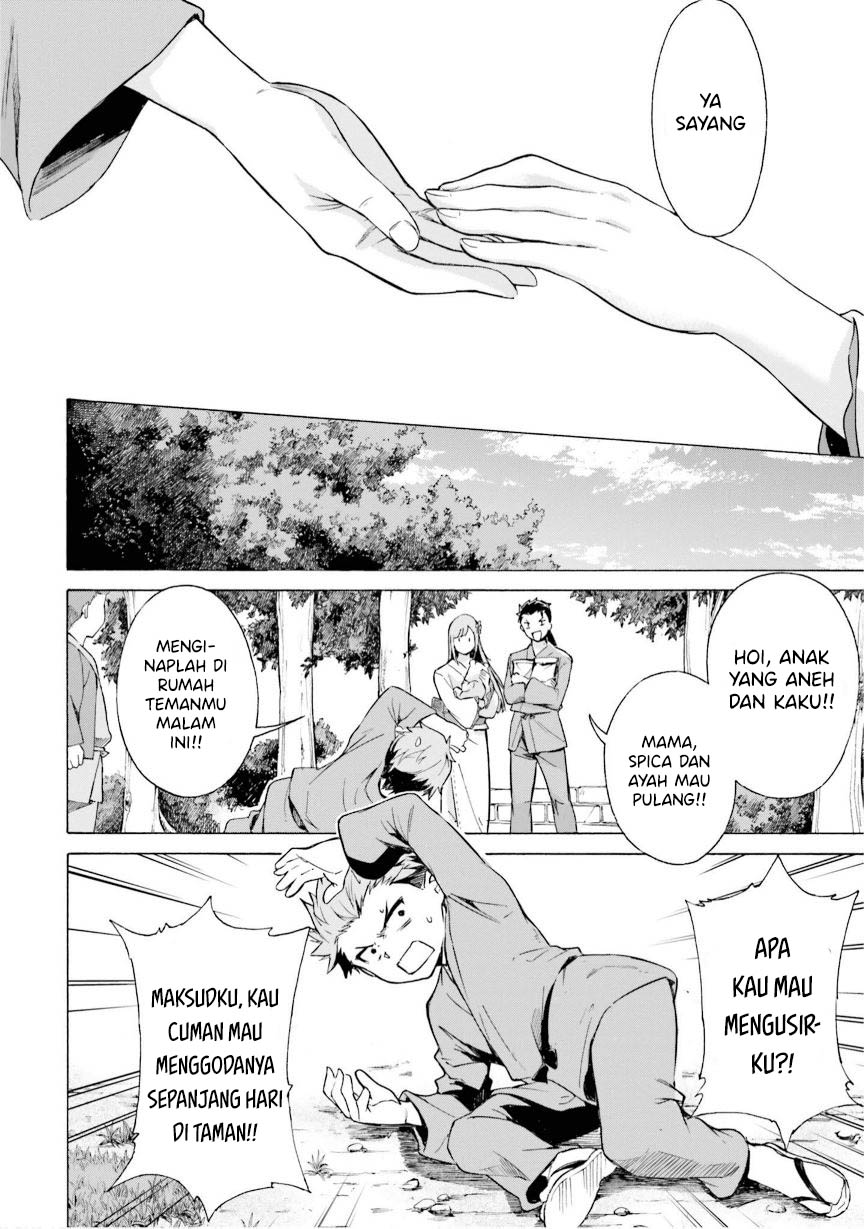 YA
SAYANG
HOI, ANAK
YANG ANEH
DAN KAKU!!
MAMA,
SPICA DAN
AYAH MAU
PULANG!!
MENGI-
NAPLAH DI
RUMAH
TEMANMU
MALAM
INI!!
APA
KAU MAU
MENGUSIR-
KU?!
MAKSUDKU, KAU
CUMAN MAU
MENGGODANYA
SEPANJANG HARI
DI TAMAN!!